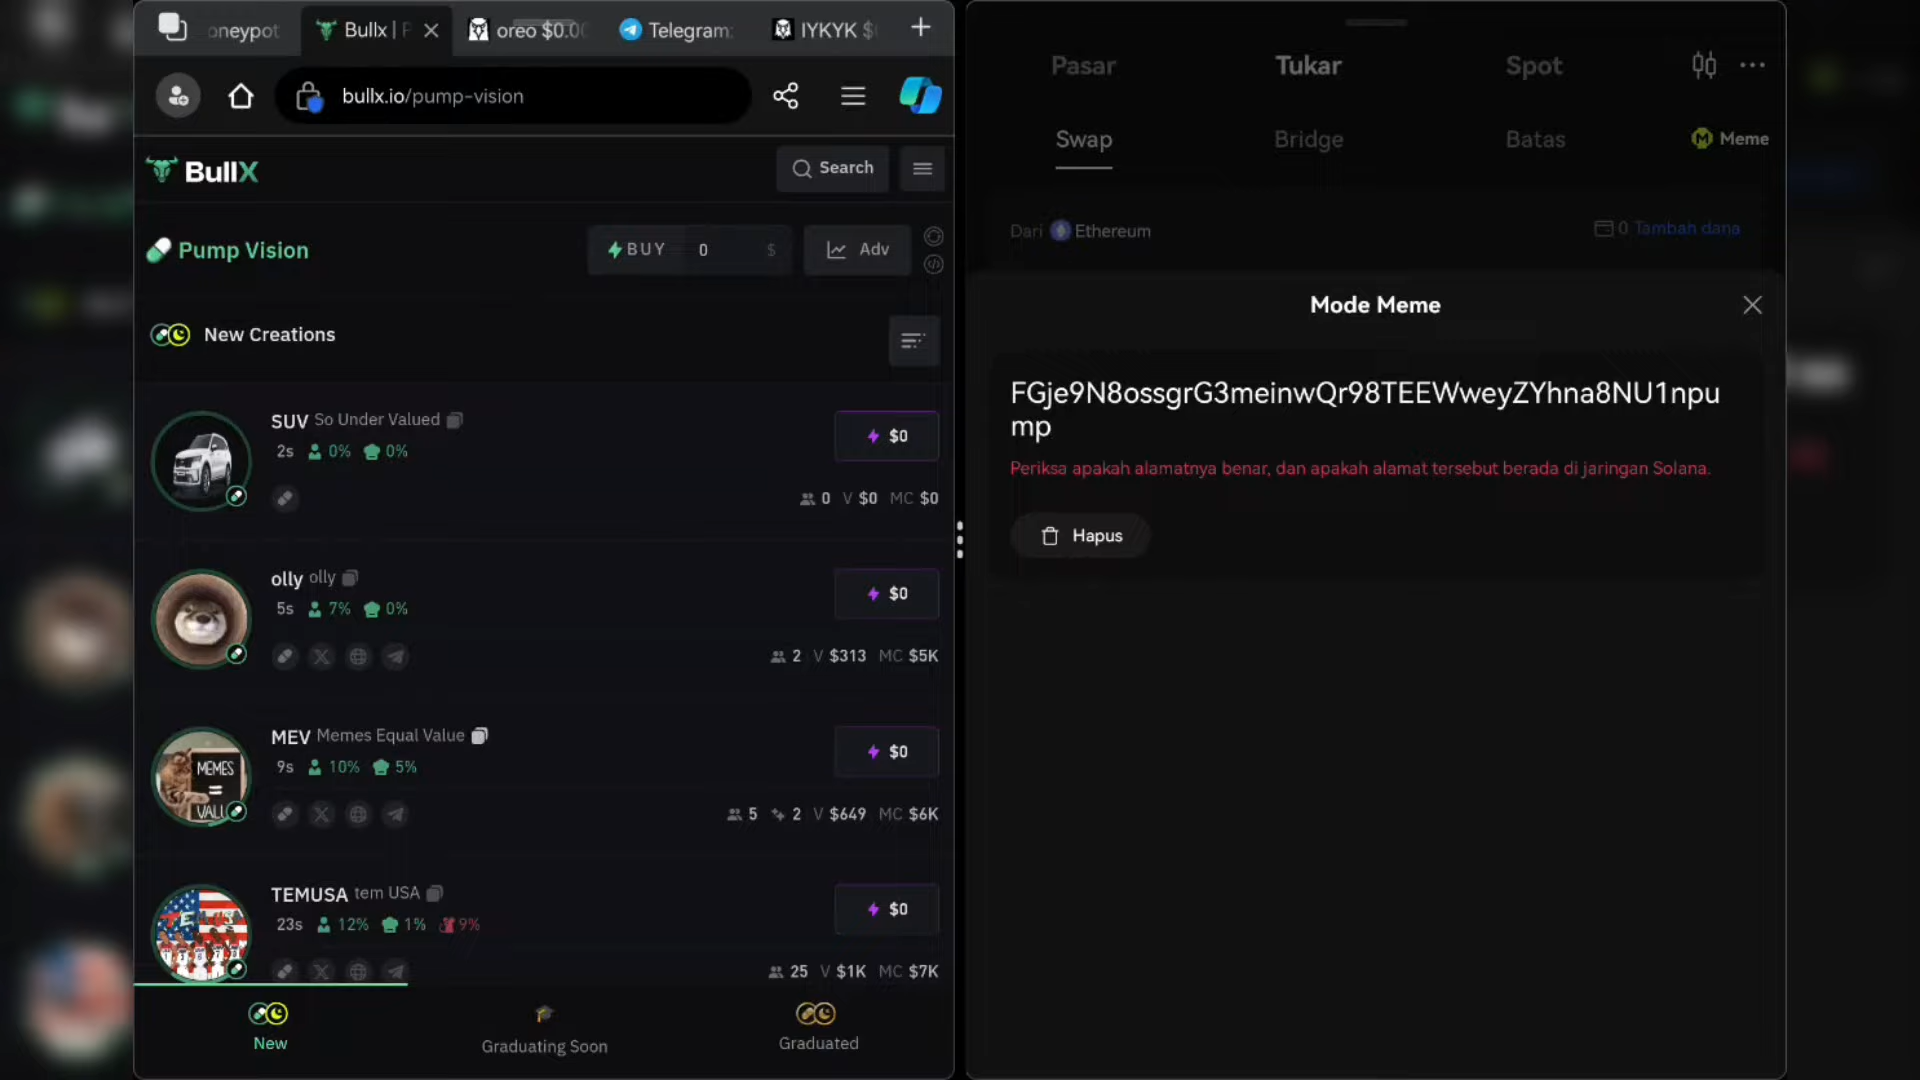 oneypot
Bullx | P
oreo $0.00
Telegram:
IYKYK $
bullx.io/pump-vision
BullX
Search
Pump Vision
BUY 0 $
Adv
New Creations
SUV So Under Valued
2s 0% 0%
$0
0 V $0 MC $0
olly olly
5s 7% 0%
$0
2 V $313 MC $5K
MEV Memes Equal Value
9s 10% 5%
$0
MEMES
=
VALU
5 2 V $649 MC $6K
TEMUSA tem USA
23s 12% 1% 9%
$0
25 V $1K MC $7K
New
Graduating Soon
Graduated
Pasar
Tukar
Spot
Swap
Bridge
Batas
Meme
Dari Ethereum
0 Tambah dana
Mode Meme
FGje9N8ossgrG3meinwQr98TEEWweyZYhna8NU1npu
mp
Periksa apakah alamatnya benar, dan apakah alamat tersebut berada di jaringan Solana.
Hapus